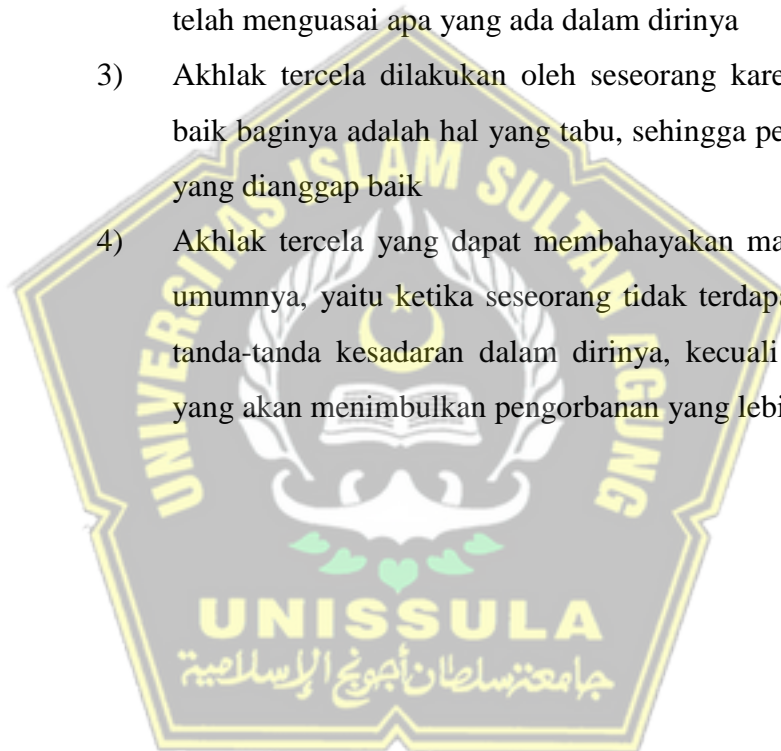 telah menguasai apa yang ada dalam dirinya
3) Akhlak tercela dilakukan oleh seseorang kare
baik baginya adalah hal yang tabu, sehingga pe
yang dianggap baik
4) Akhlak tercela yang dapat membahayakan ma
umumnya, yaitu ketika seseorang tidak terdapa
tanda-tanda kesadaran dalam dirinya, kecuali
yang akan menimbulkan pengorbanan yang lebi
UNIVERSITAS ISLAM SULTAN AGUNG
UNISSULA
جامعة سلطان أجونج الإسلامية